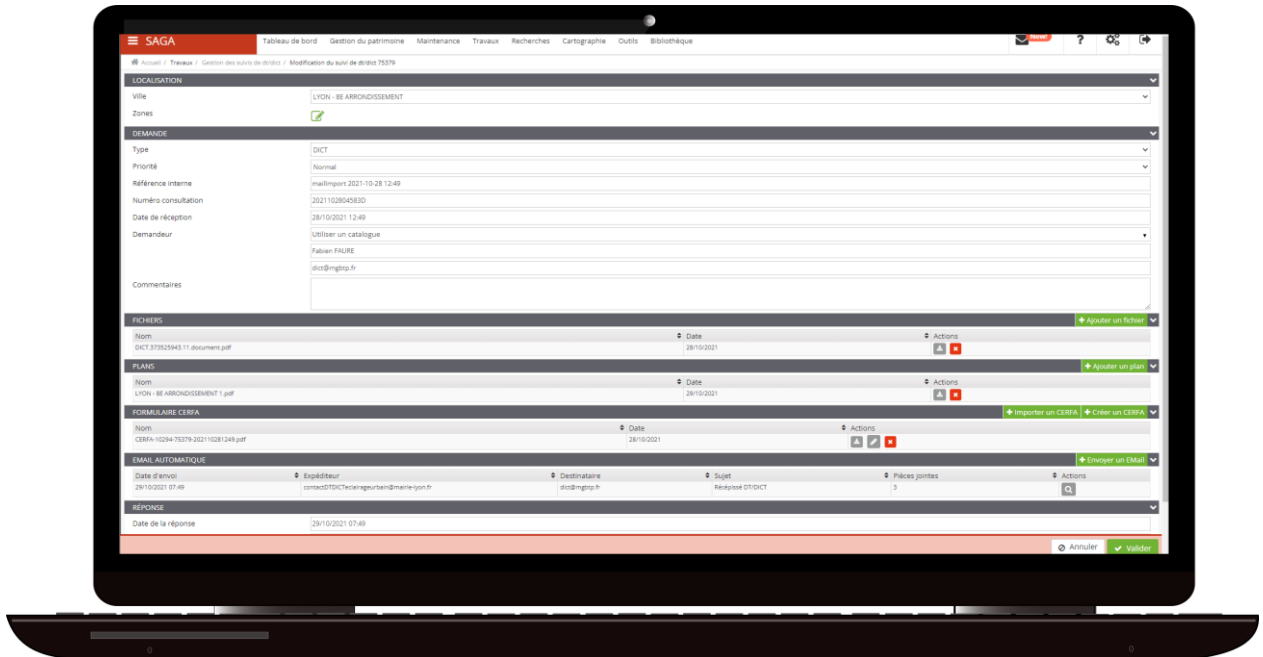 SAGA Tableau de bord Gestion du patrimoine Maintenance Travaux Recherches Cartographie Outils Bibliothèque New! ?
Accueil / Travaux / Gestion des suivis de dt/dict / Modification du suivi de dt/dict 75379
LOCALISATION
Ville LYON - 8E ARRONDISSEMENT
Zones
DEMANDE
Type DICT
Priorité Normal
Référence interne mailimport 2021-10-28 12:49
Numéro consultation 2021102804583D
Date de réception 28/10/2021 12:49
Demandeur Utiliser un catalogue
Fabien FAURE
dict@mgbtp.fr
Commentaires
FICHIERS + Ajouter un fichier
Nom Date Actions
DICT.373525943.11.document.pdf 28/10/2021
PLANS + Ajouter un plan
Nom Date Actions
LYON - 8E ARRONDISSEMENT 1.pdf 29/10/2021
FORMULAIRE CERFA + Importer un CERFA + Créer un CERFA
Nom Date Actions
CERFA-10294-75379-202110281249.pdf 28/10/2021
EMAIL AUTOMATIQUE + Envoyer un EMail
Date d'envoi Expéditeur Destinataire Sujet Pièces jointes Actions
29/10/2021 07:49 contactDTDICTeclairageurbain@mairie-lyon.fr dict@mgbtp.fr Récépissé DT/DICT 3
RÉPONSE
Date de la réponse 29/10/2021 07:49
Annuler Valider